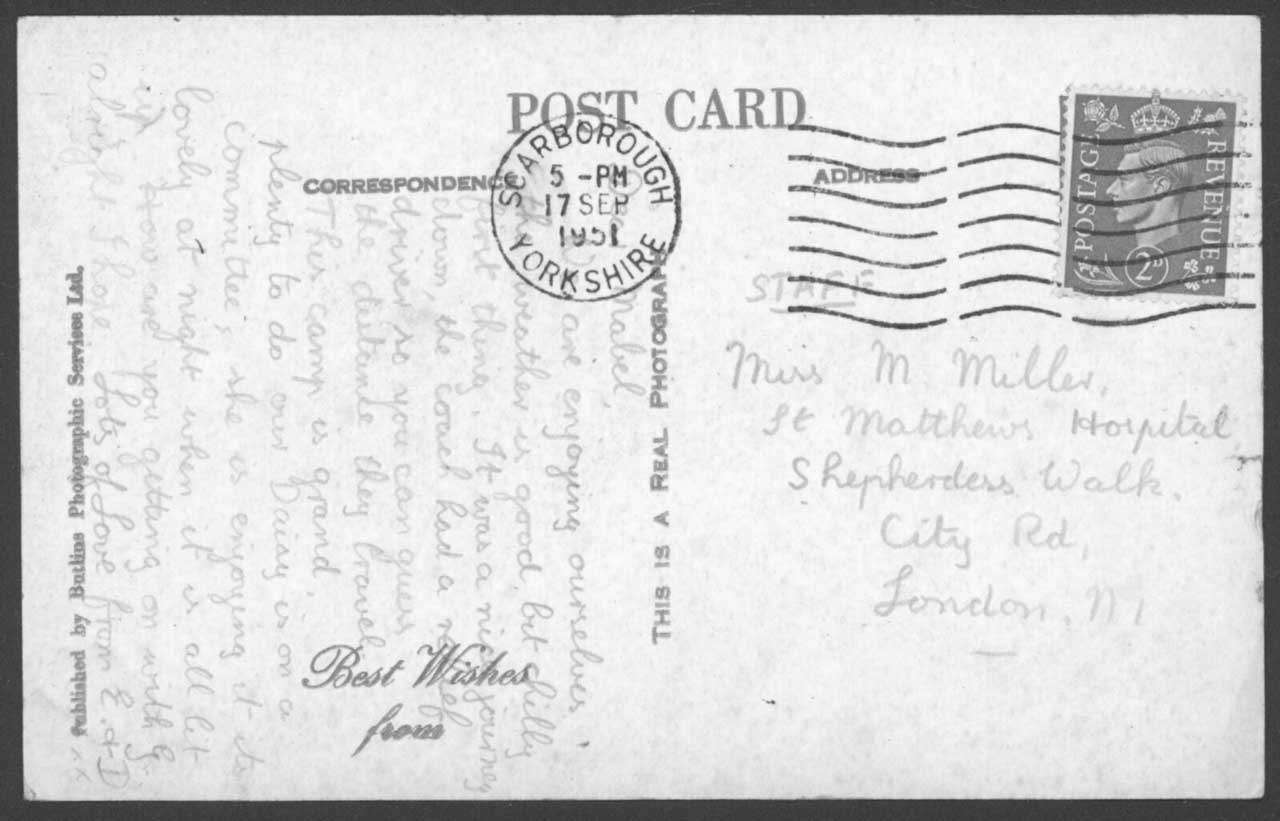 POST CARD
CORRESPONDENCE
ADDRESS
SCARBOROUGH
5 - PM
17 SEP
1951
YORKSHIRE
POSTAGE
REVENUE
2D
STAFF
Miss M. Miller,
St Matthews Hospital
Shepherdess Walk.
City Rd,
London. N1
THIS IS A REAL PHOTOGRAPH
Mabel,
are enjoying ourselves
the weather is good, but chilly
first thing. It was a nice journey
down, the coach had a relief
driver so you can guess
the distance they travel
This camp is grand,
plenty to do our Daisy is on a
committee, she is enjoying it its
lovely at night when it is all lit
up How are you getting on with G.
alright I hope Lots of Love from E. & D
xx
Best Wishes
from
Published by Butlins Photographic Services Ltd.